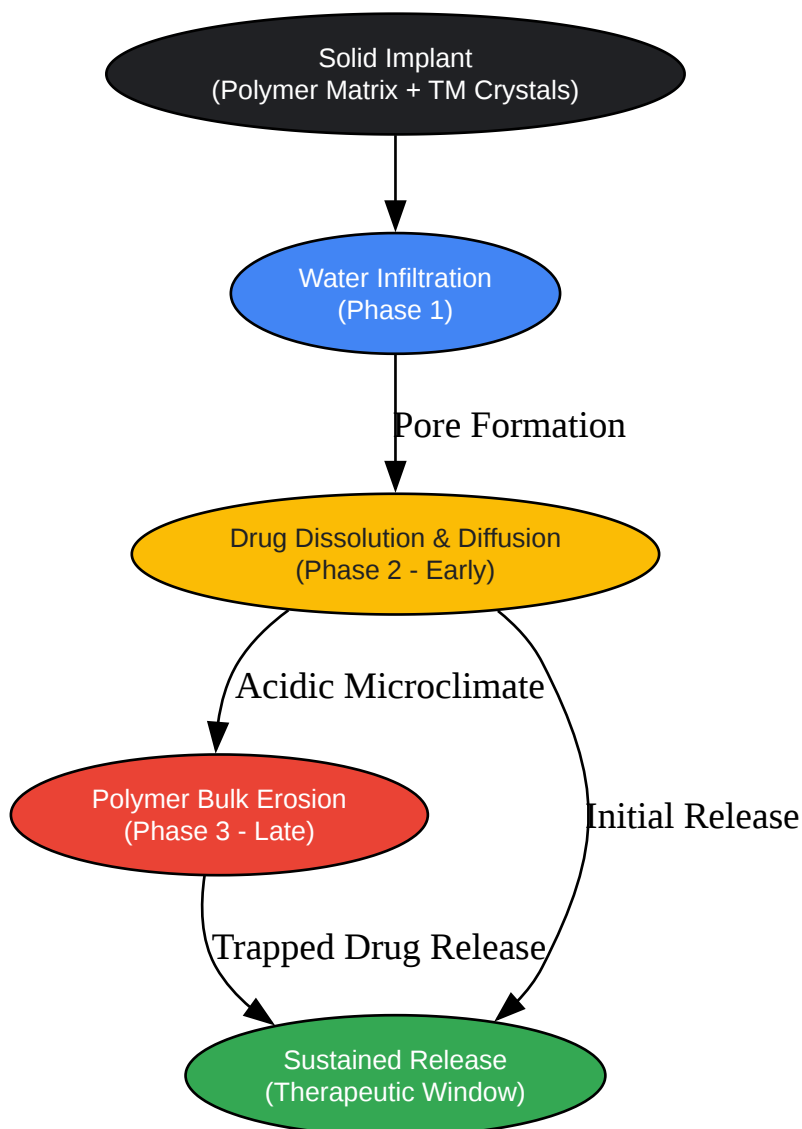 Solid Implant
(Polymer Matrix + TM Crystals)
Water Infiltration
(Phase 1)
Pore Formation
Drug Dissolution & Diffusion
(Phase 2 - Early)
Acidic Microclimate
Polymer Bulk Erosion
(Phase 3 - Late)
Initial Release
Trapped Drug Release
Sustained Release
(Therapeutic Window)